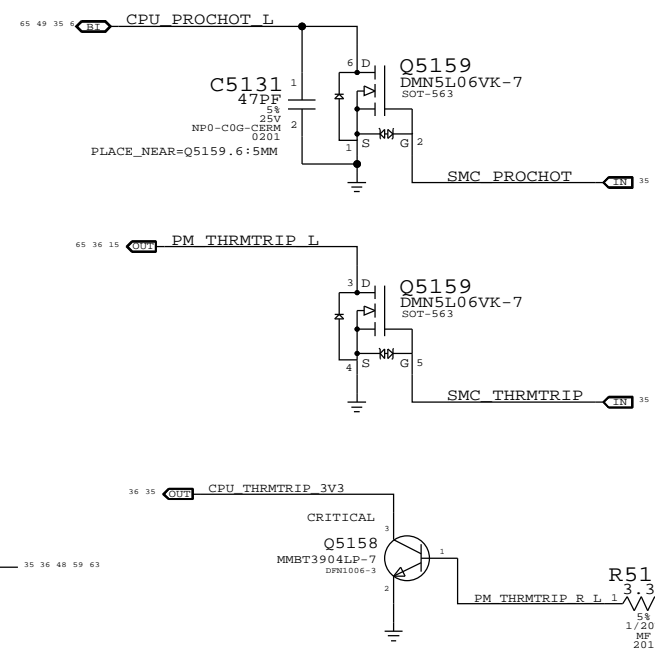 65 49 35 6 BI CPU_PROCHOT_L
6 D Q5159
DMN5L06VK-7
SOT-563
C5131 1
47PF
5%
25V
NP0-C0G-CERM 2
0201
1 S G 2
PLACE_NEAR=Q5159.6:5MM
SMC_PROCHOT IN 35
65 36 15 OUT PM_THRMTRIP_L
3 D Q5159
DMN5L06VK-7
SOT-563
4 S G 5
SMC_THRMTRIP IN 35
36 35 OUT CPU_THRMTRIP_3V3
CRITICAL
3
Q5158
MMBT3904LP-7 1
DFN1006-3
35 36 48 59 63
2
R51
PM_THRMTRIP_R_L 1 3.3
5%
1/20
MF
201